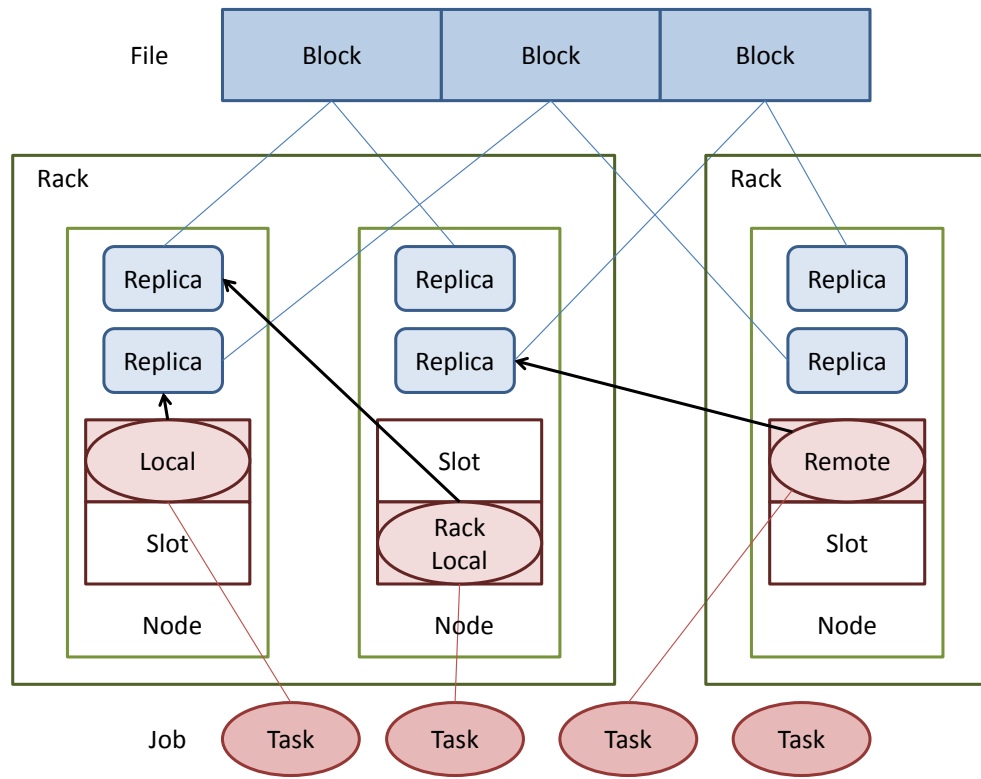 File
Block
Block
Block
Rack
Rack
Replica
Replica
Replica
Replica
Replica
Replica
Local
Slot
Remote
Slot
Rack
Local
Slot
Node
Node
Node
Job
Task
Task
Task
Task